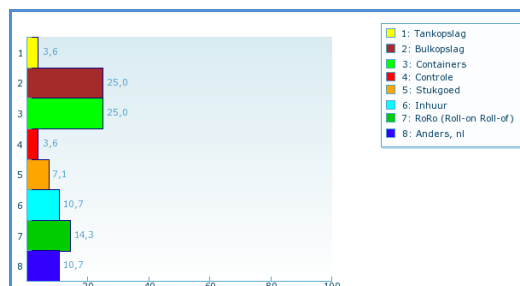 1: Tankopslag
2: Bulkopslag
3: Containers
4: Controle
5: Stukgoed
6: Inhuur
7: RoRo (Roll-on Roll-of)
8: Anders, nl
1 3,6
2 25,0
3 25,0
4 3,6
5 7,1
6 10,7
7 14,3
8 10,7
20 40 60 80 100